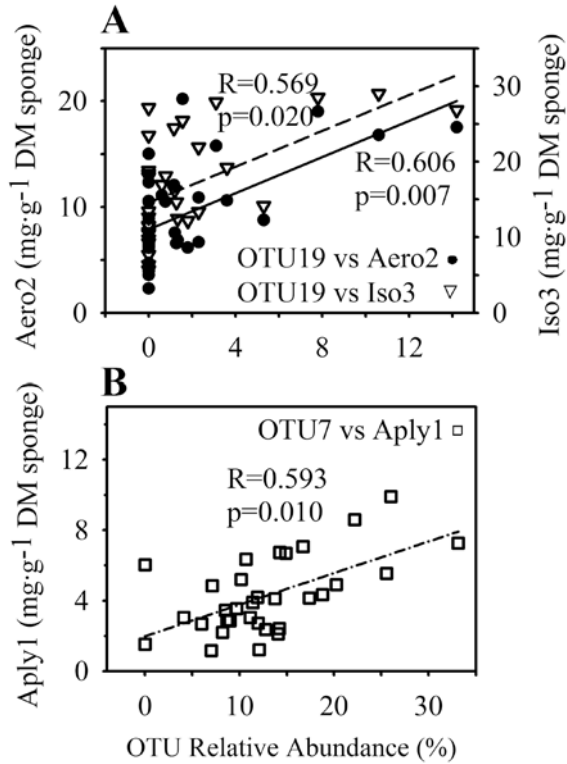 A
R=0.569
p=0.020
R=0.606
p=0.007
OTU19 vs Aero2 ●
OTU19 vs Iso3 ▽
Aero2 (mg·g⁻¹ DM sponge)
20
10
0
Iso3 (mg·g⁻¹ DM sponge)
30
20
10
0
0 4 8 12
B
OTU7 vs Aply1 □
R=0.593
p=0.010
Aply1 (mg·g⁻¹ DM sponge)
12
8
4
0
0 10 20 30
OTU Relative Abundance (%)